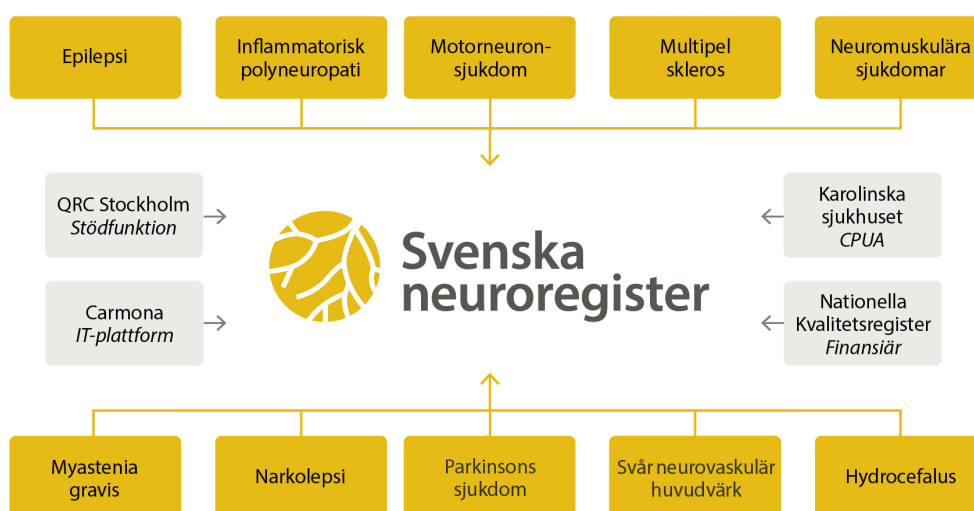 Epilepsi
Inflammatorisk
polyneuropati
Motorneuron-
sjukdom
Multipel
skleros
Neuromuskulära
sjukdomar
QRC Stockholm
Stödfunktion
Karolinska
sjukhuset
CPUA
Svenska
neuroregister
Carmona
IT-plattform
Nationella
Kvalitetsregister
Finansiär
Myastenia
gravis
Narkolepsi
Parkinsons
sjukdom
Svår neurovaskulär
huvudvärk
Hydrocefalus